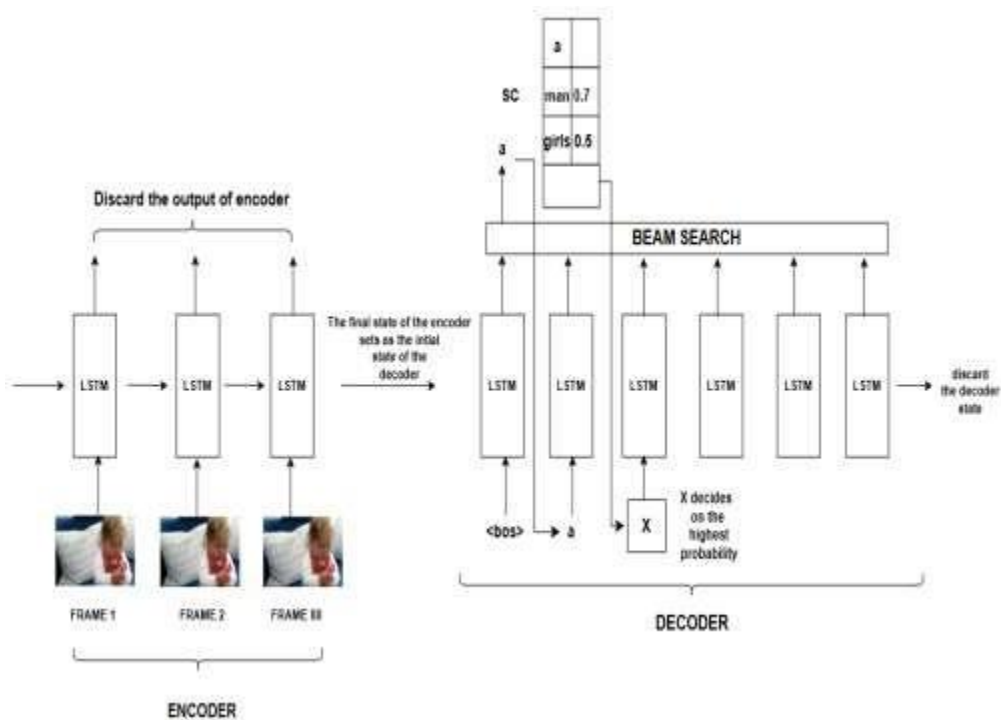 a
man 0.7
girls 0.5
SC
a
Discard the output of encoder
BEAM SEARCH
The final state of the encoder
sets as the intial
state of the
decoder
LSTM
LSTM
LSTM
LSTM
LSTM
LSTM
LSTM
LSTM
LSTM
discard
the decoder
state
<bos>
a
X
X decides
on the
highest
probability
FRAME 1
FRAME 2
FRAME III
DECODER
ENCODER